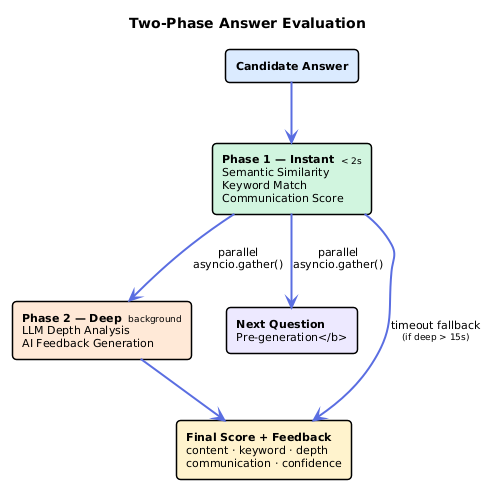 Two-Phase Answer Evaluation
Candidate Answer
Phase 1 — Instant < 2s
Semantic Similarity
Keyword Match
Communication Score
parallel
asyncio.gather()
parallel
asyncio.gather()
Phase 2 — Deep background
LLM Depth Analysis
AI Feedback Generation
Next Question
Pre-generation</b>
timeout fallback
(if deep > 15s)
Final Score + Feedback
content · keyword · depth
communication · confidence